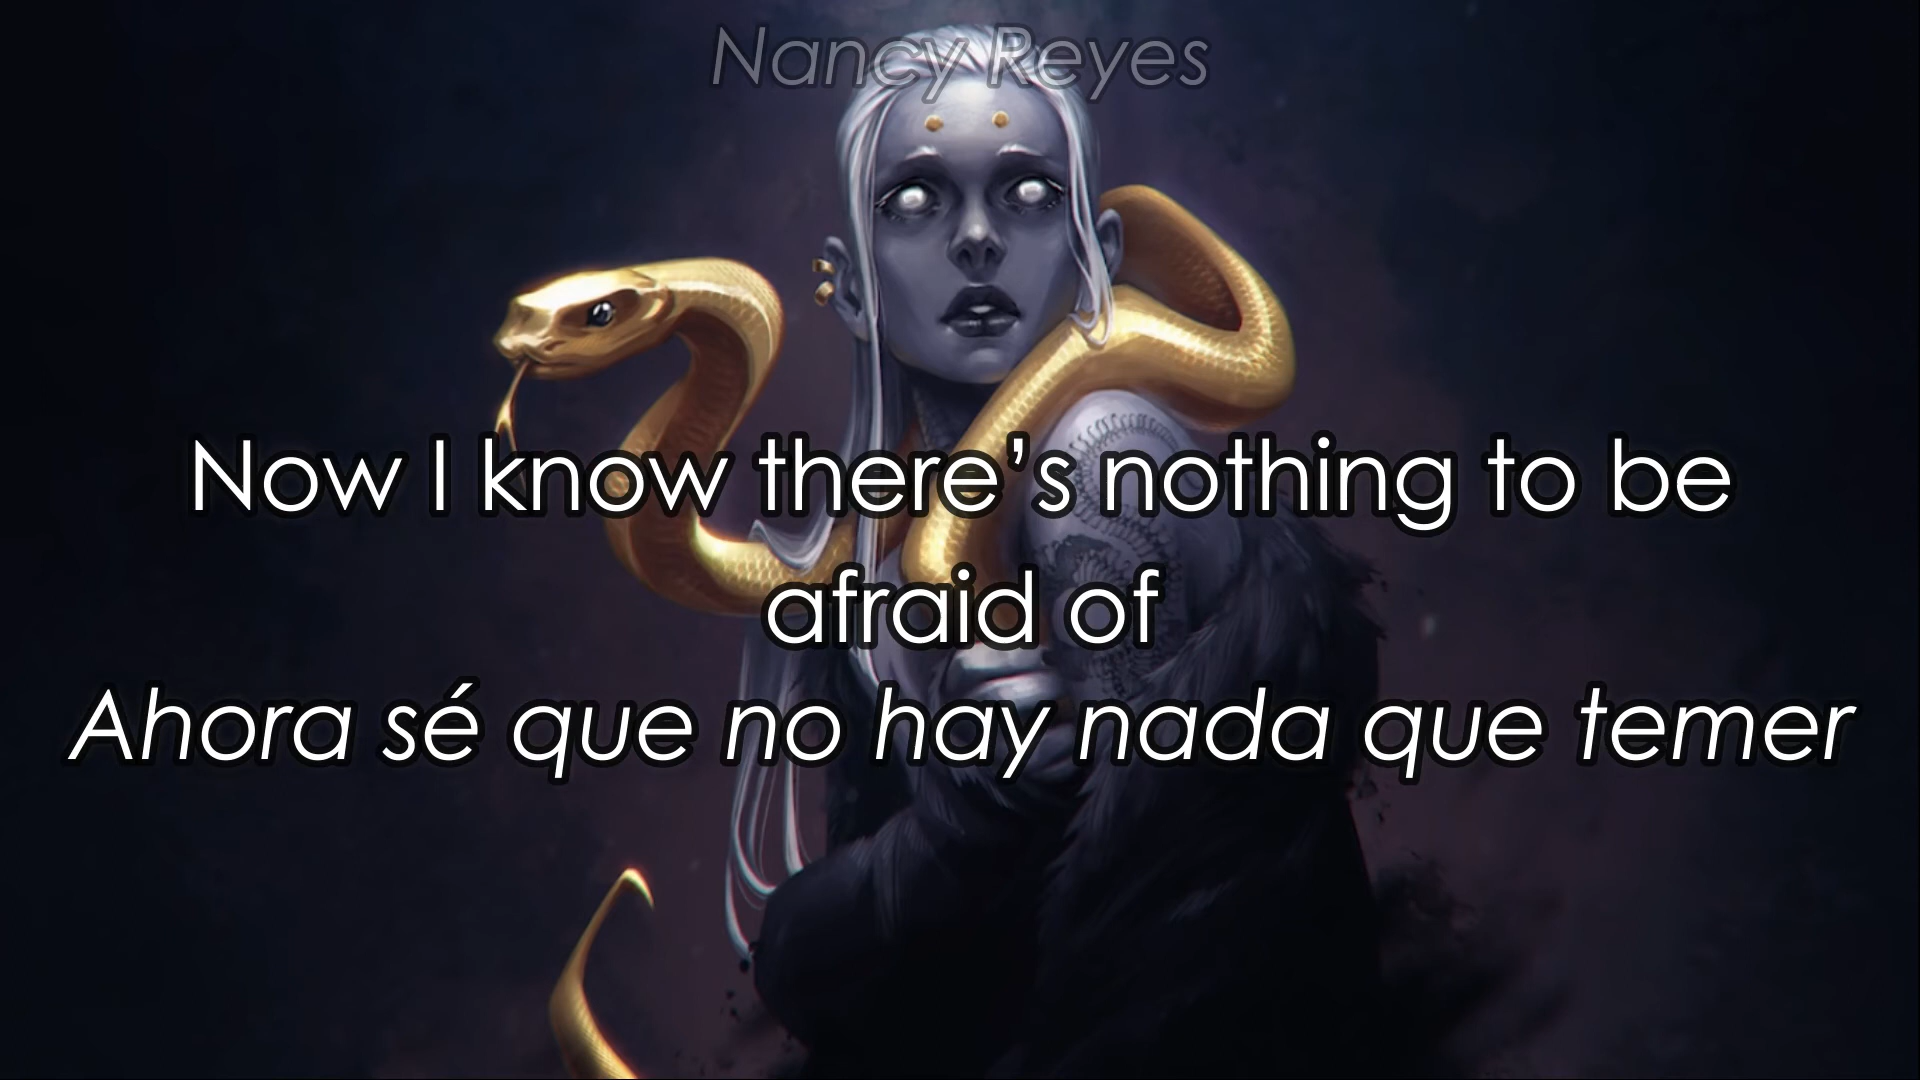 Nancy Reyes
Now I know there’s nothing to be
afraid of
Ahora sé que no hay nada que temer